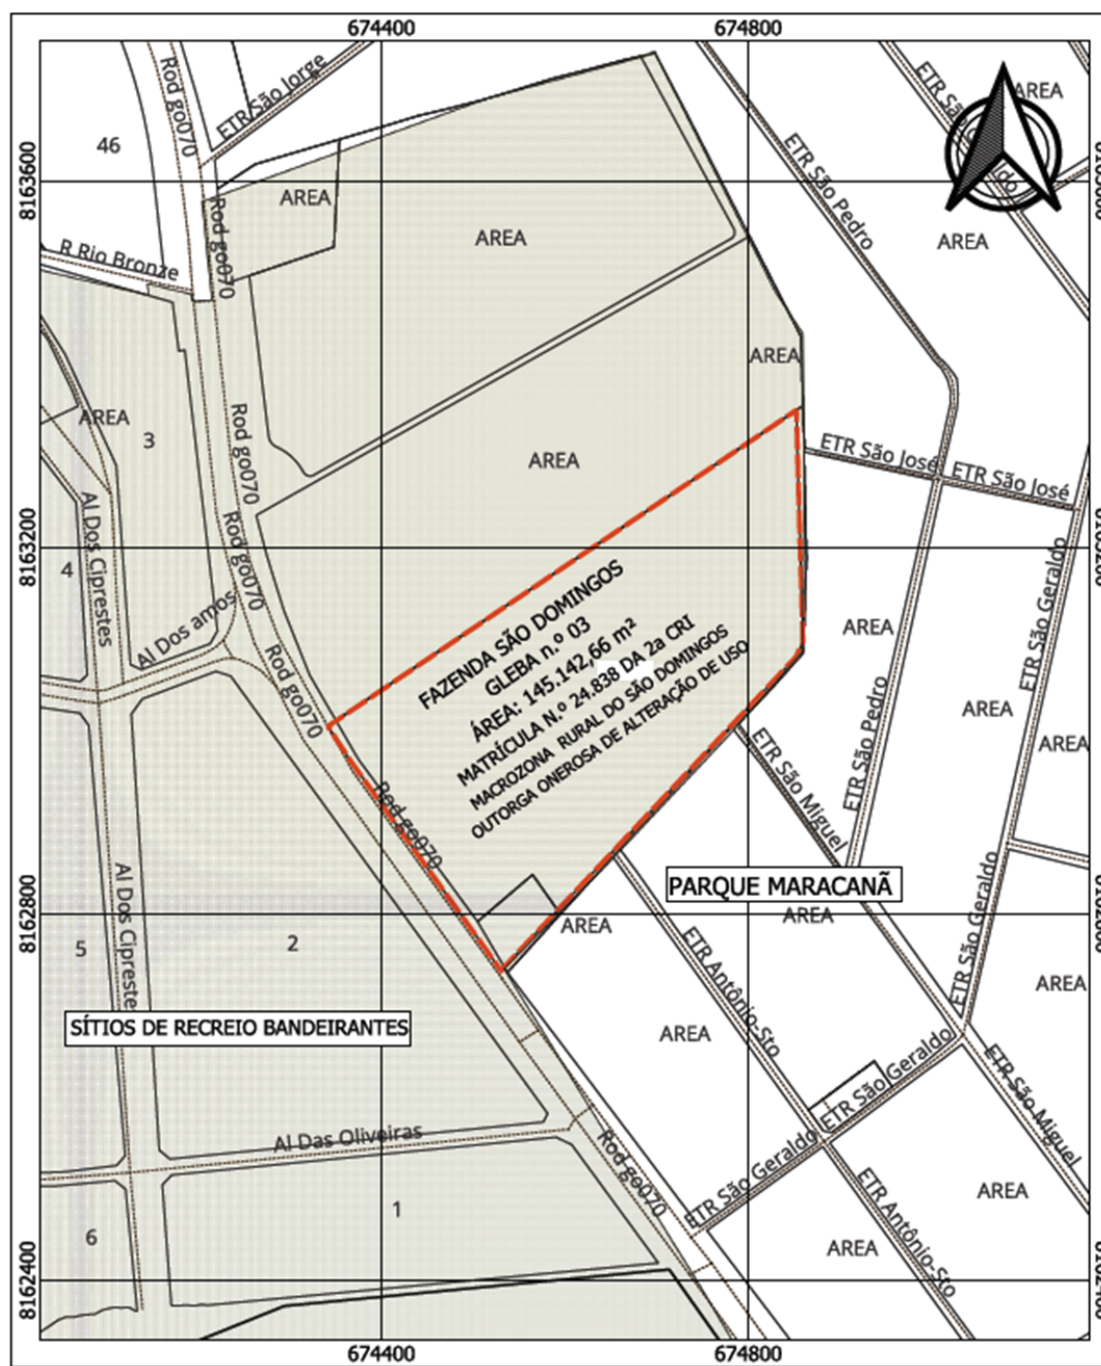 674400
674800
8163600
8163200
8162800
8162400
46
Rod go070
ETR São Jorge
AREA
AREA
R Rio Bronze
Rod go070
ETR São Pedro
AREA
AREA
AREA
AREA
3
Rod go070
AREA
ETR São José
ETR São José
Al Dos Ciprestes
4
Rod go070
Al Dos amos
Rod go070
FAZENDA SÃO DOMINGOS
GLEBA n.º 03
ÁREA: 145.142,66 m²
MATRÍCULA N.º 24.838 DA 2a CRI
MACROZONA RURAL DO SÃO DOMINGOS
OUTORGA ONEROSA DE ALTERAÇÃO DE USO
AREA
ETR São Geraldo
AREA
AREA
ETR São Pedro
ETR São Miguel
Rod go070
PARQUE MARACANÃ
AREA
AREA
ETR São Geraldo
Al Dos Cipreste
5
2
ETR Antônio-Sto
AREA
AREA
SÍTIOS DE RECREIO BANDEIRANTES
ETR São Geraldo
ETR São Miguel
Al Das Oliveiras
Rod go070
ETR São Geraldo
ETR Antônio-Sto
AREA
AREA
1
6
674400
674800